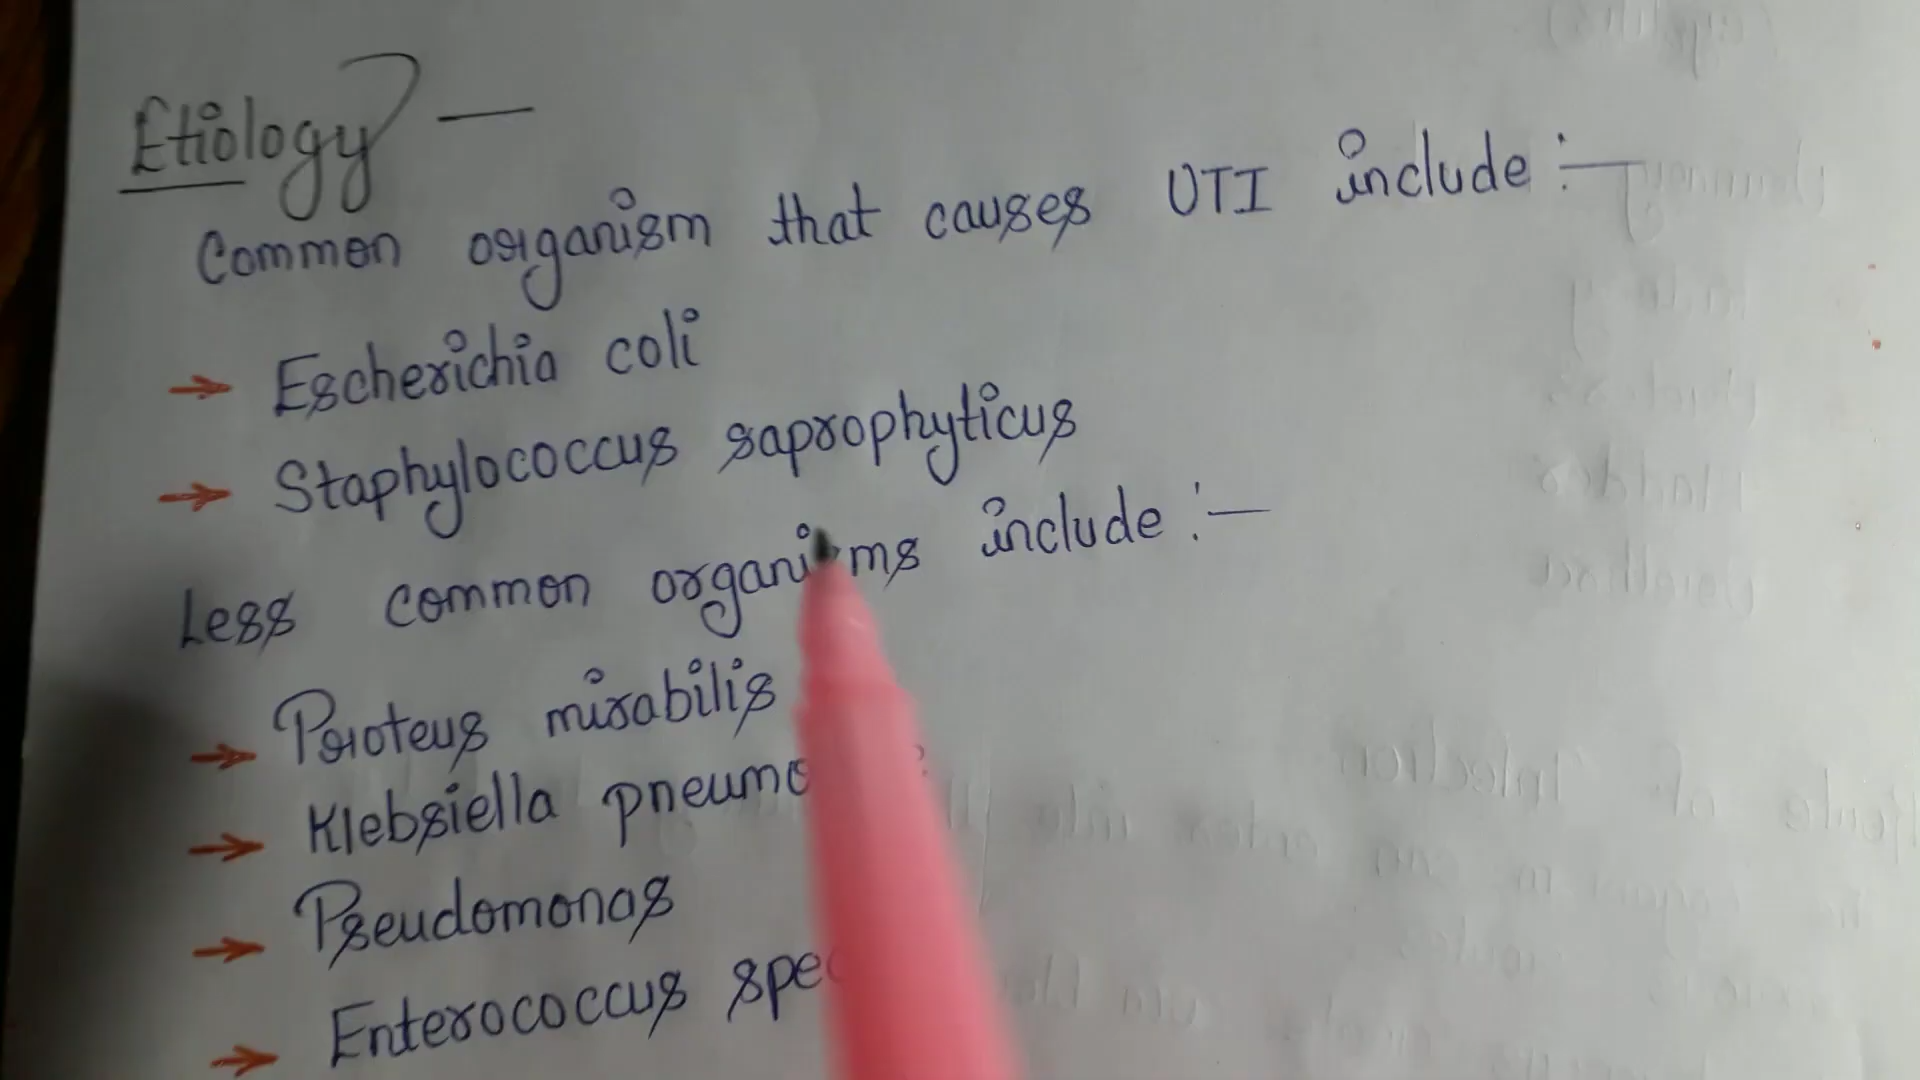 Etiology —
Common organism that causes UTI include :—
→ Escherichia coli
→ Staphylococcus saprophyticus
Less common organisms include :—
→ Proteus mirabilis
→ Klebsiella
→ Pseudomonas
→ Enterococcus